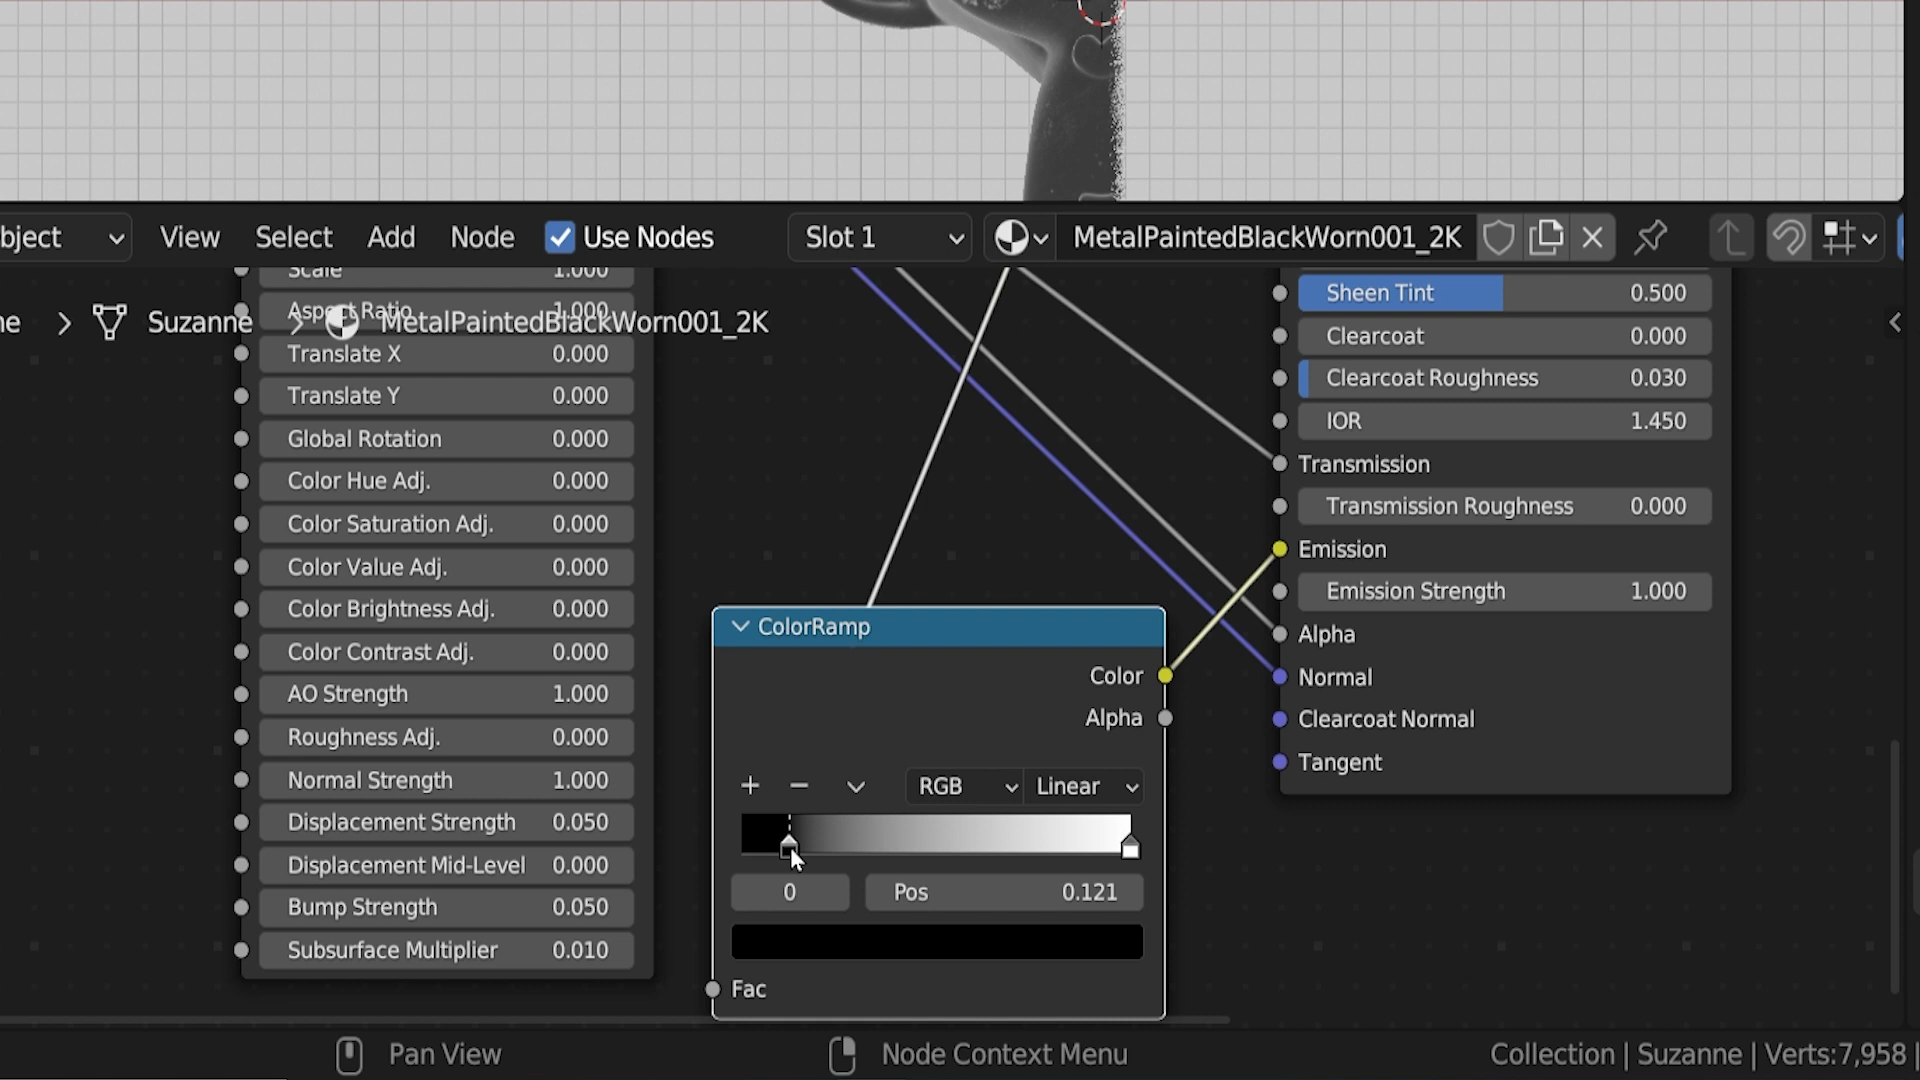 bject View Select Add Node Use Nodes Slot 1 MetalPaintedBlackWorn001_2K
ne > Suzanne > MetalPaintedBlackWorn001_2K
Scale 1.000
Aspect Ratio 1.000
Translate X 0.000
Translate Y 0.000
Global Rotation 0.000
Color Hue Adj. 0.000
Color Saturation Adj. 0.000
Color Value Adj. 0.000
Color Brightness Adj. 0.000
Color Contrast Adj. 0.000
AO Strength 1.000
Roughness Adj. 0.000
Normal Strength 1.000
Displacement Strength 0.050
Displacement Mid-Level 0.000
Bump Strength 0.050
Subsurface Multiplier 0.010
ColorRamp
Color
Alpha
RGB Linear
0 Pos 0.121
Fac
Sheen Tint 0.500
Clearcoat 0.000
Clearcoat Roughness 0.030
IOR 1.450
Transmission
Transmission Roughness 0.000
Emission
Emission Strength 1.000
Alpha
Normal
Clearcoat Normal
Tangent
Pan View Node Context Menu Collection | Suzanne | Verts:7,958 |